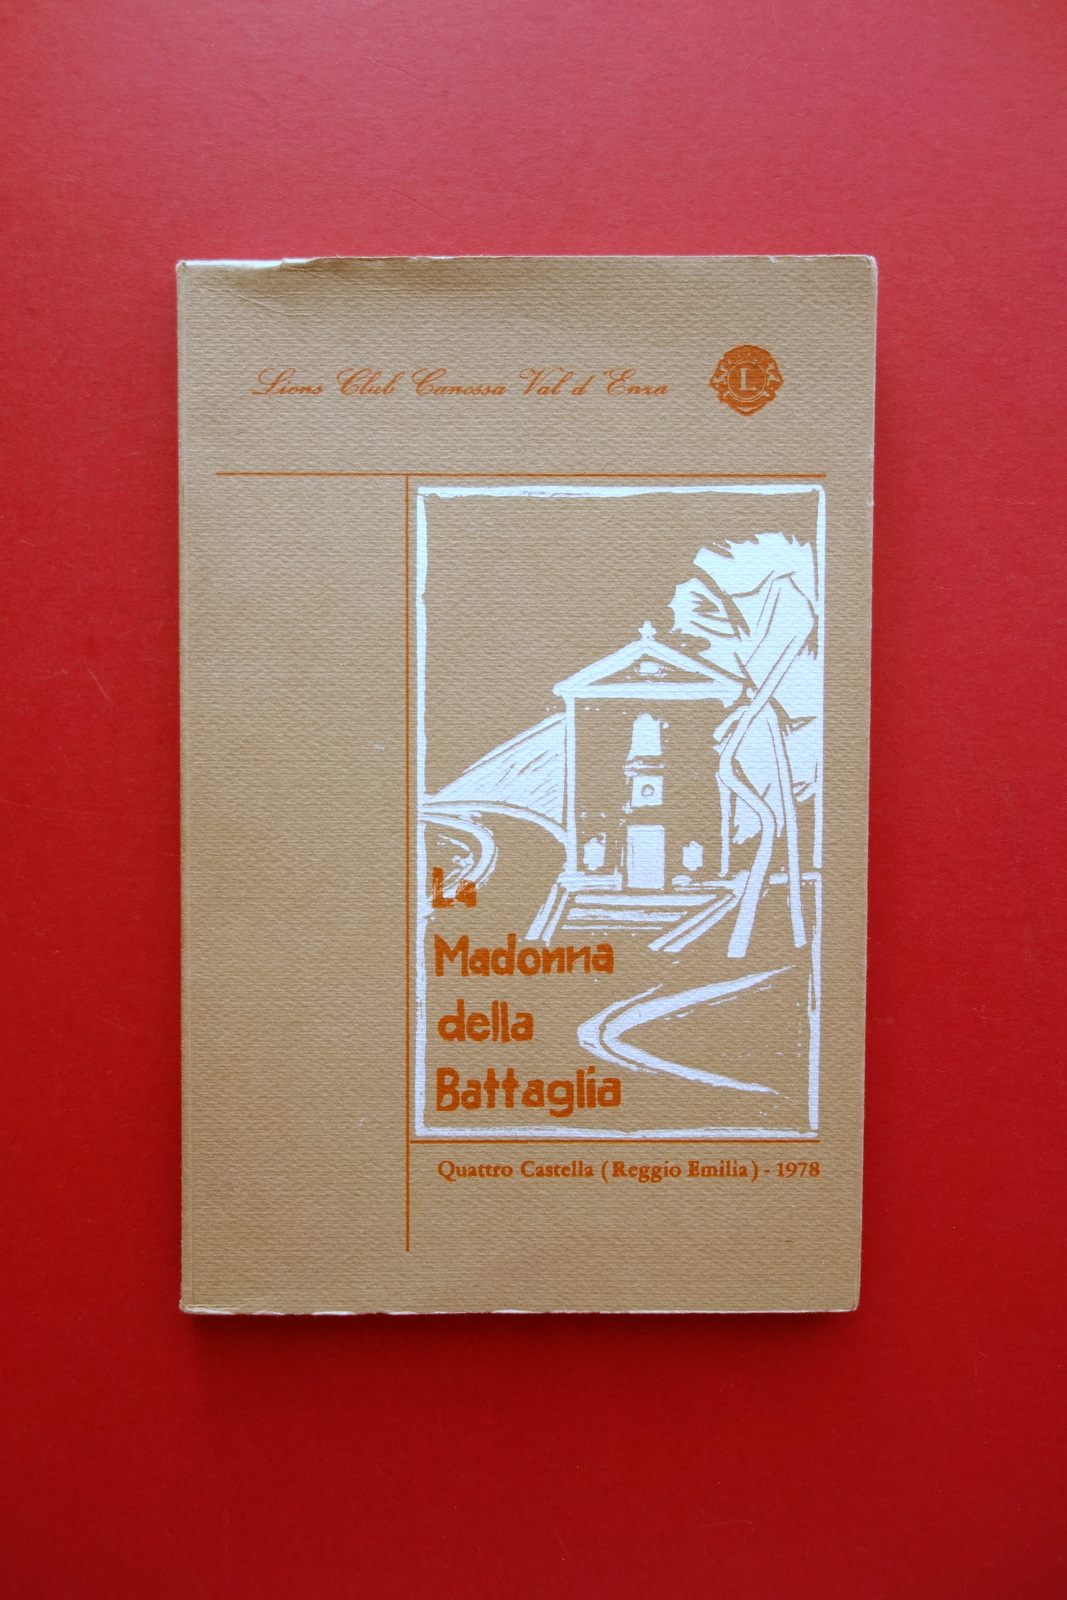 Lions Club Canossa Val d'Enza
L
La
Madonna
della
Battaglia
Quattro Castella (Reggio Emilia) - 1978